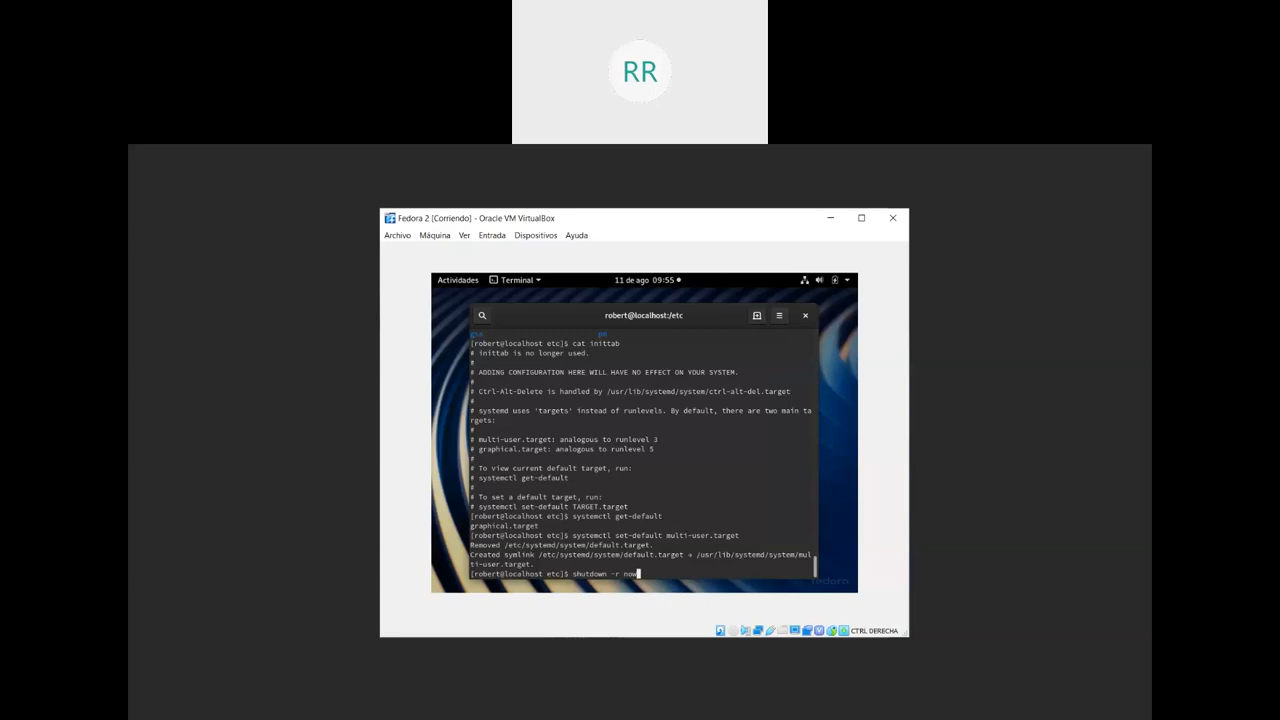 RR
Fedora 2 [Corriendo] - Oracle VM VirtualBox
Archivo Máquina Ver Entrada Dispositivos Ayuda
Actividades Terminal 11 de ago 09:55
robert@localhost:/etc
[robert@localhost etc]$ cat inittab
# inittab is no longer used.
#
# ADDING CONFIGURATION HERE WILL HAVE NO EFFECT ON YOUR SYSTEM.
#
# Ctrl-Alt-Delete is handled by /usr/lib/systemd/system/ctrl-alt-del.target
#
# systemd uses 'targets' instead of runlevels. By default, there are two main ta
rgets:
#
# multi-user.target: analogous to runlevel 3
# graphical.target: analogous to runlevel 5
#
# To view current default target, run:
# systemctl get-default
#
# To set a default target, run:
# systemctl set-default TARGET.target
[robert@localhost etc]$ systemctl get-default
graphical.target
[robert@localhost etc]$ systemctl set-default multi-user.target
Removed /etc/systemd/system/default.target.
Created symlink /etc/systemd/system/default.target → /usr/lib/systemd/system/mul
ti-user.target.
[robert@localhost etc]$ shutdown -r now
fedora
CTRL DERECHA